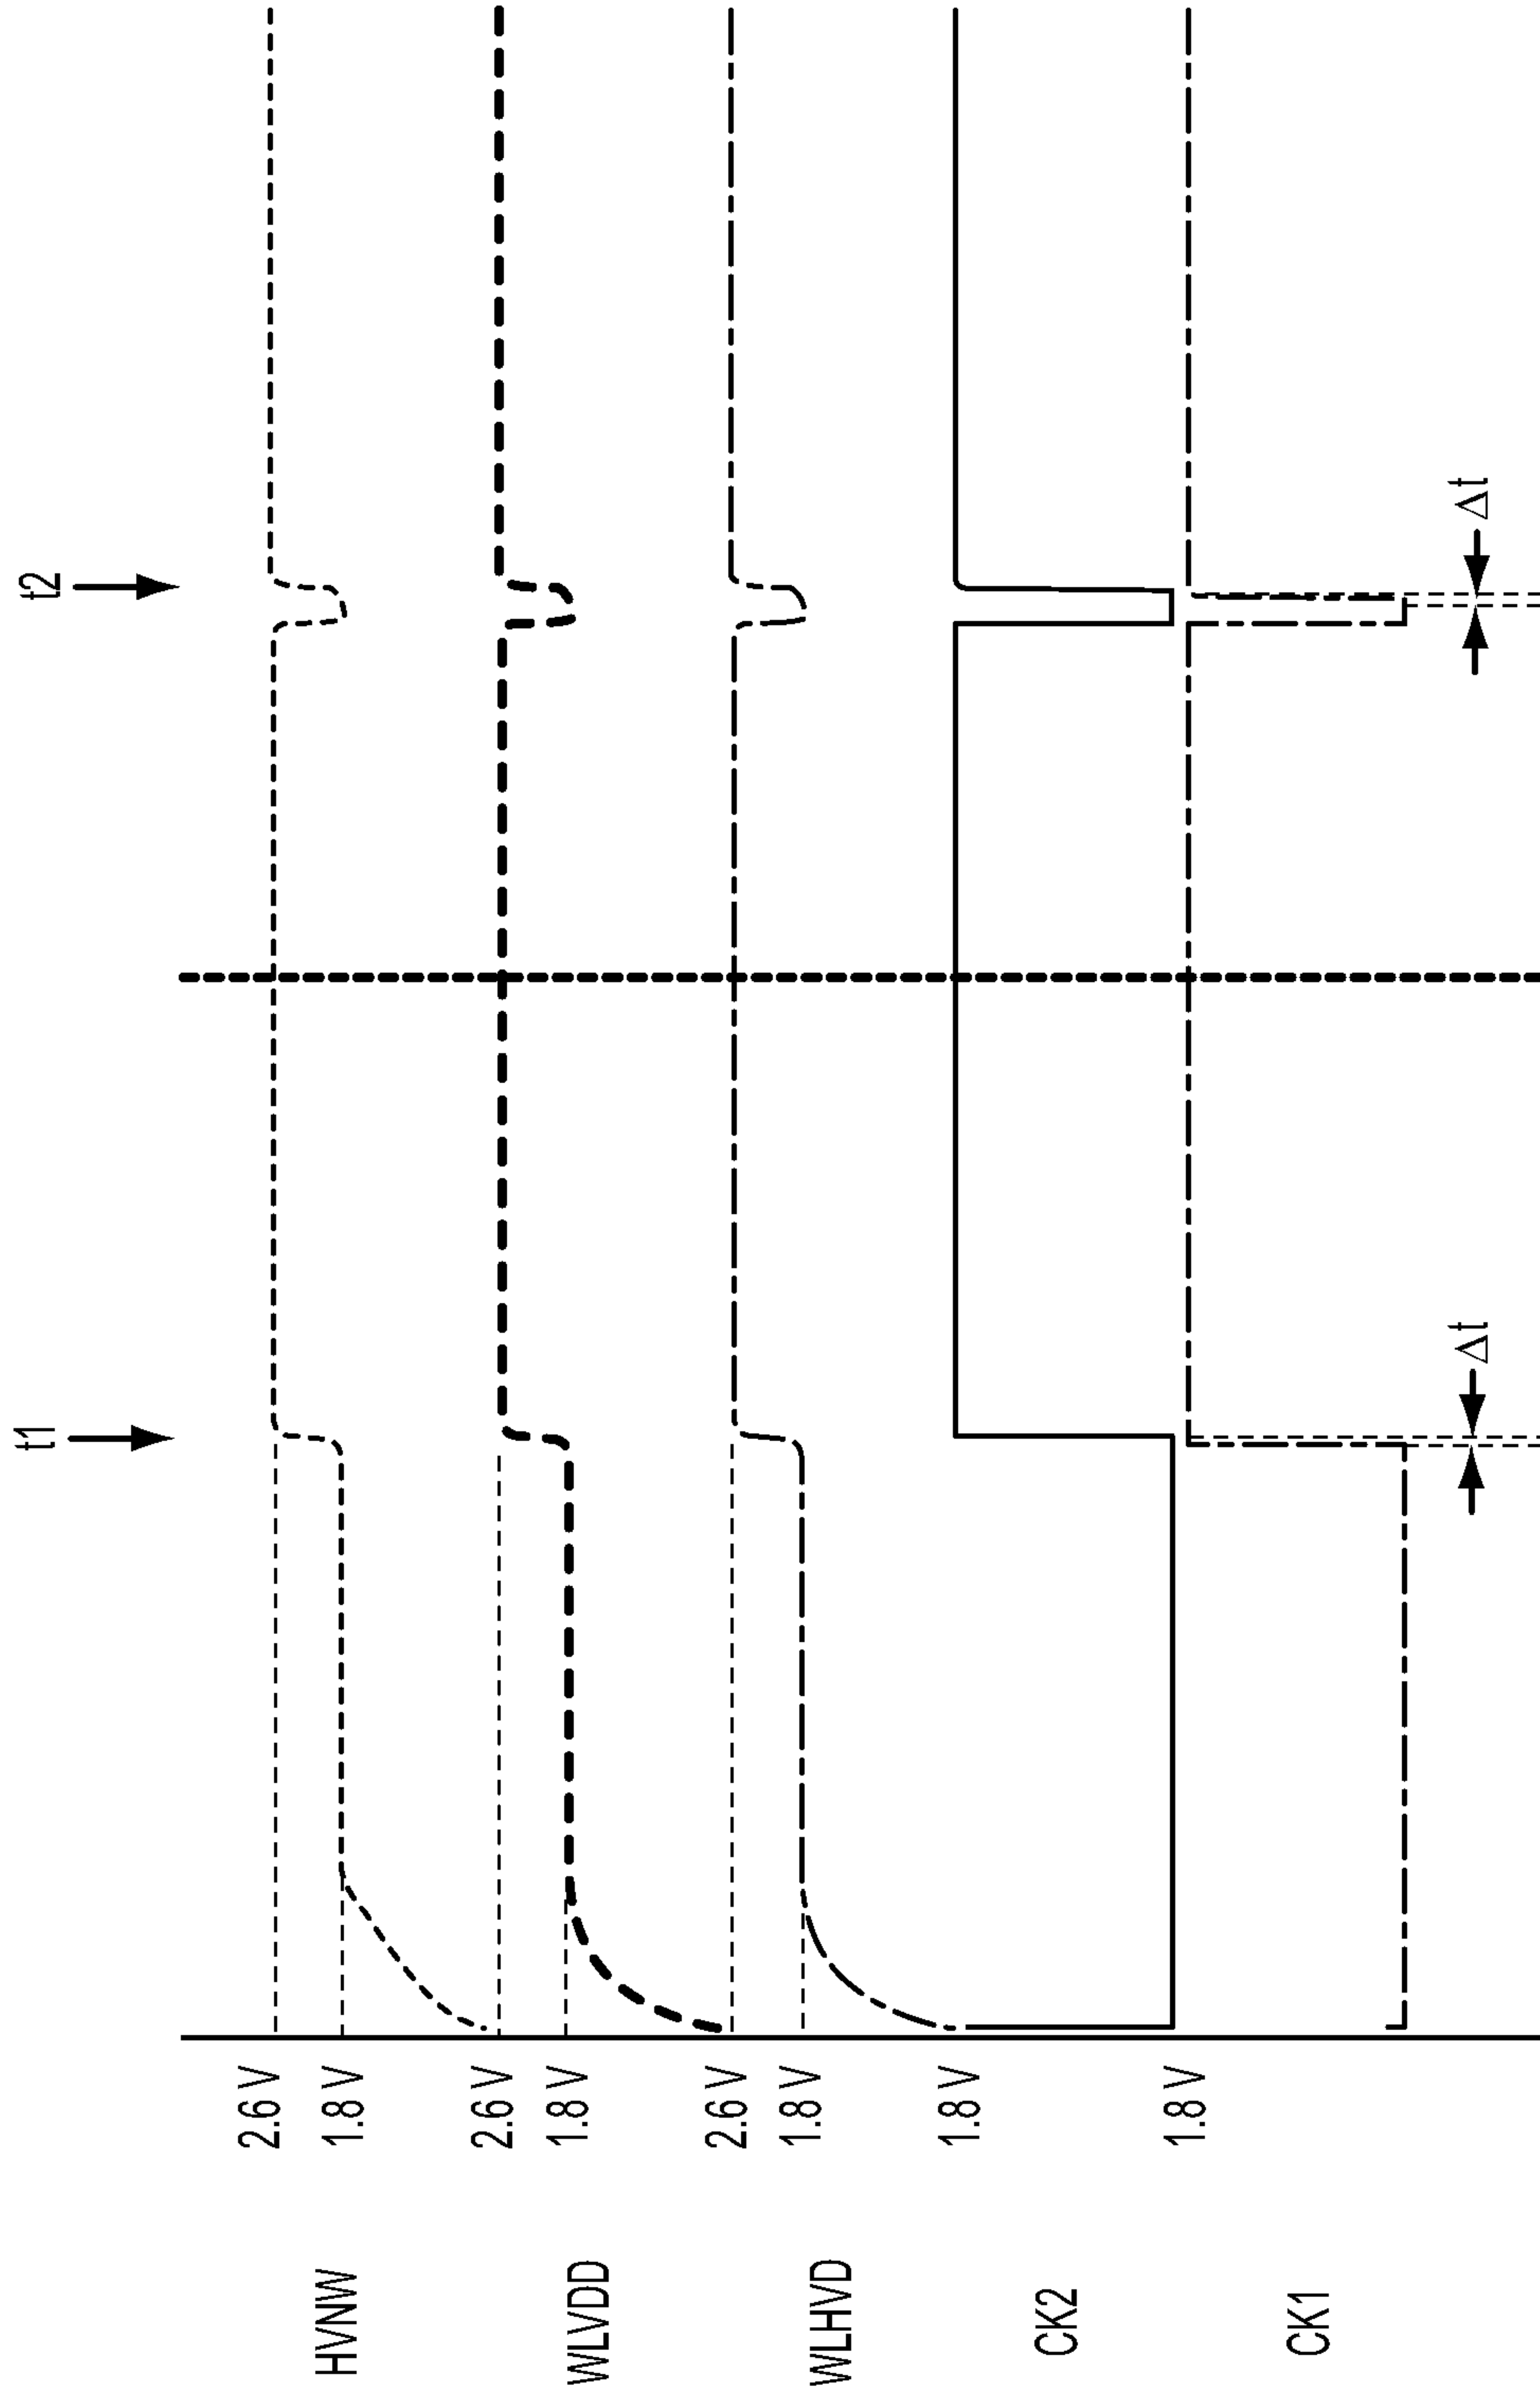 t1
t2
HVNW
2.6 V
1.8 V
WLVDD
2.6 V
1.8 V
WLHVD
2.6 V
1.8 V
CK2
1.8 V
CK1
1.8 V
Δt
Δt